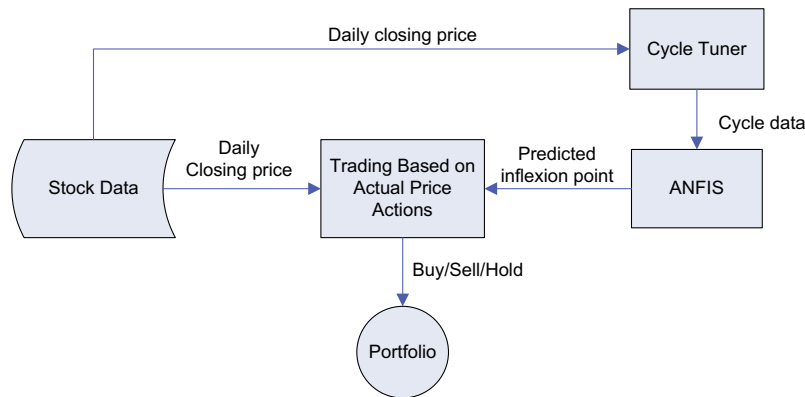 Daily closing price
Cycle Tuner
Cycle data
Daily
Closing price
Stock Data
Trading Based on
Actual Price
Actions
Predicted
inflexion point
ANFIS
Buy/Sell/Hold
Portfolio